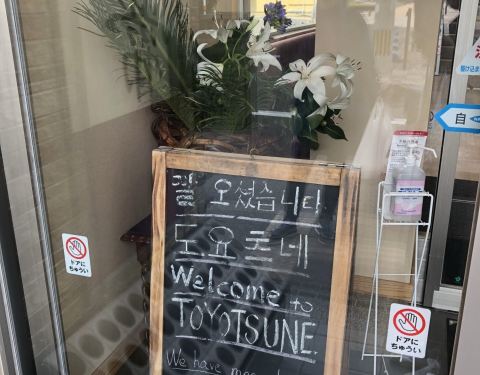 잘 오셨습니다
도요츠네
Welcome to
TOYOTSUNE
We have
ドアに
ちゅうい
ドアに
ちゅうい
自